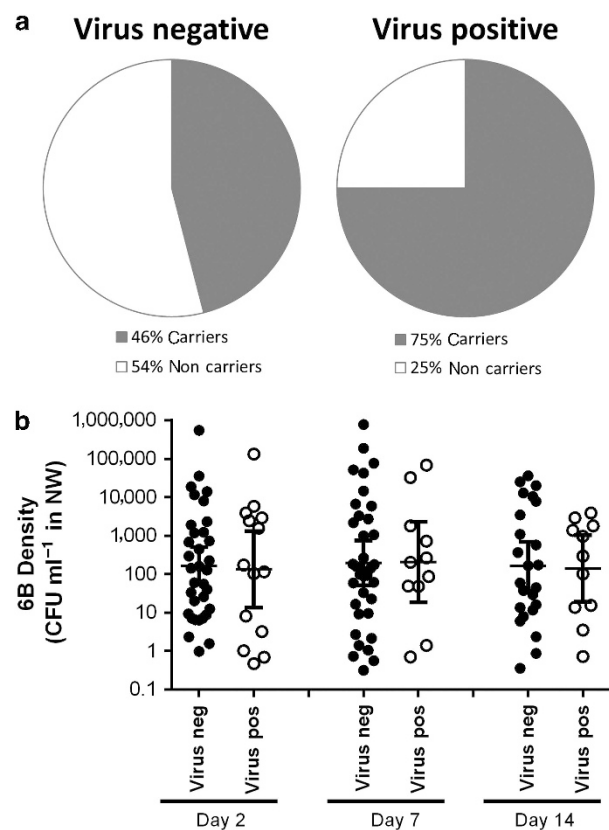 a
Virus negative
Virus positive
46% Carriers
54% Non carriers
75% Carriers
25% Non carriers
b
6B Density
(CFU ml⁻¹ in NW)
1,000,000
100,000
10,000
1,000
100
10
1
0.1
Virus neg
Virus pos
Virus neg
Virus pos
Virus neg
Virus pos
Day 2
Day 7
Day 14